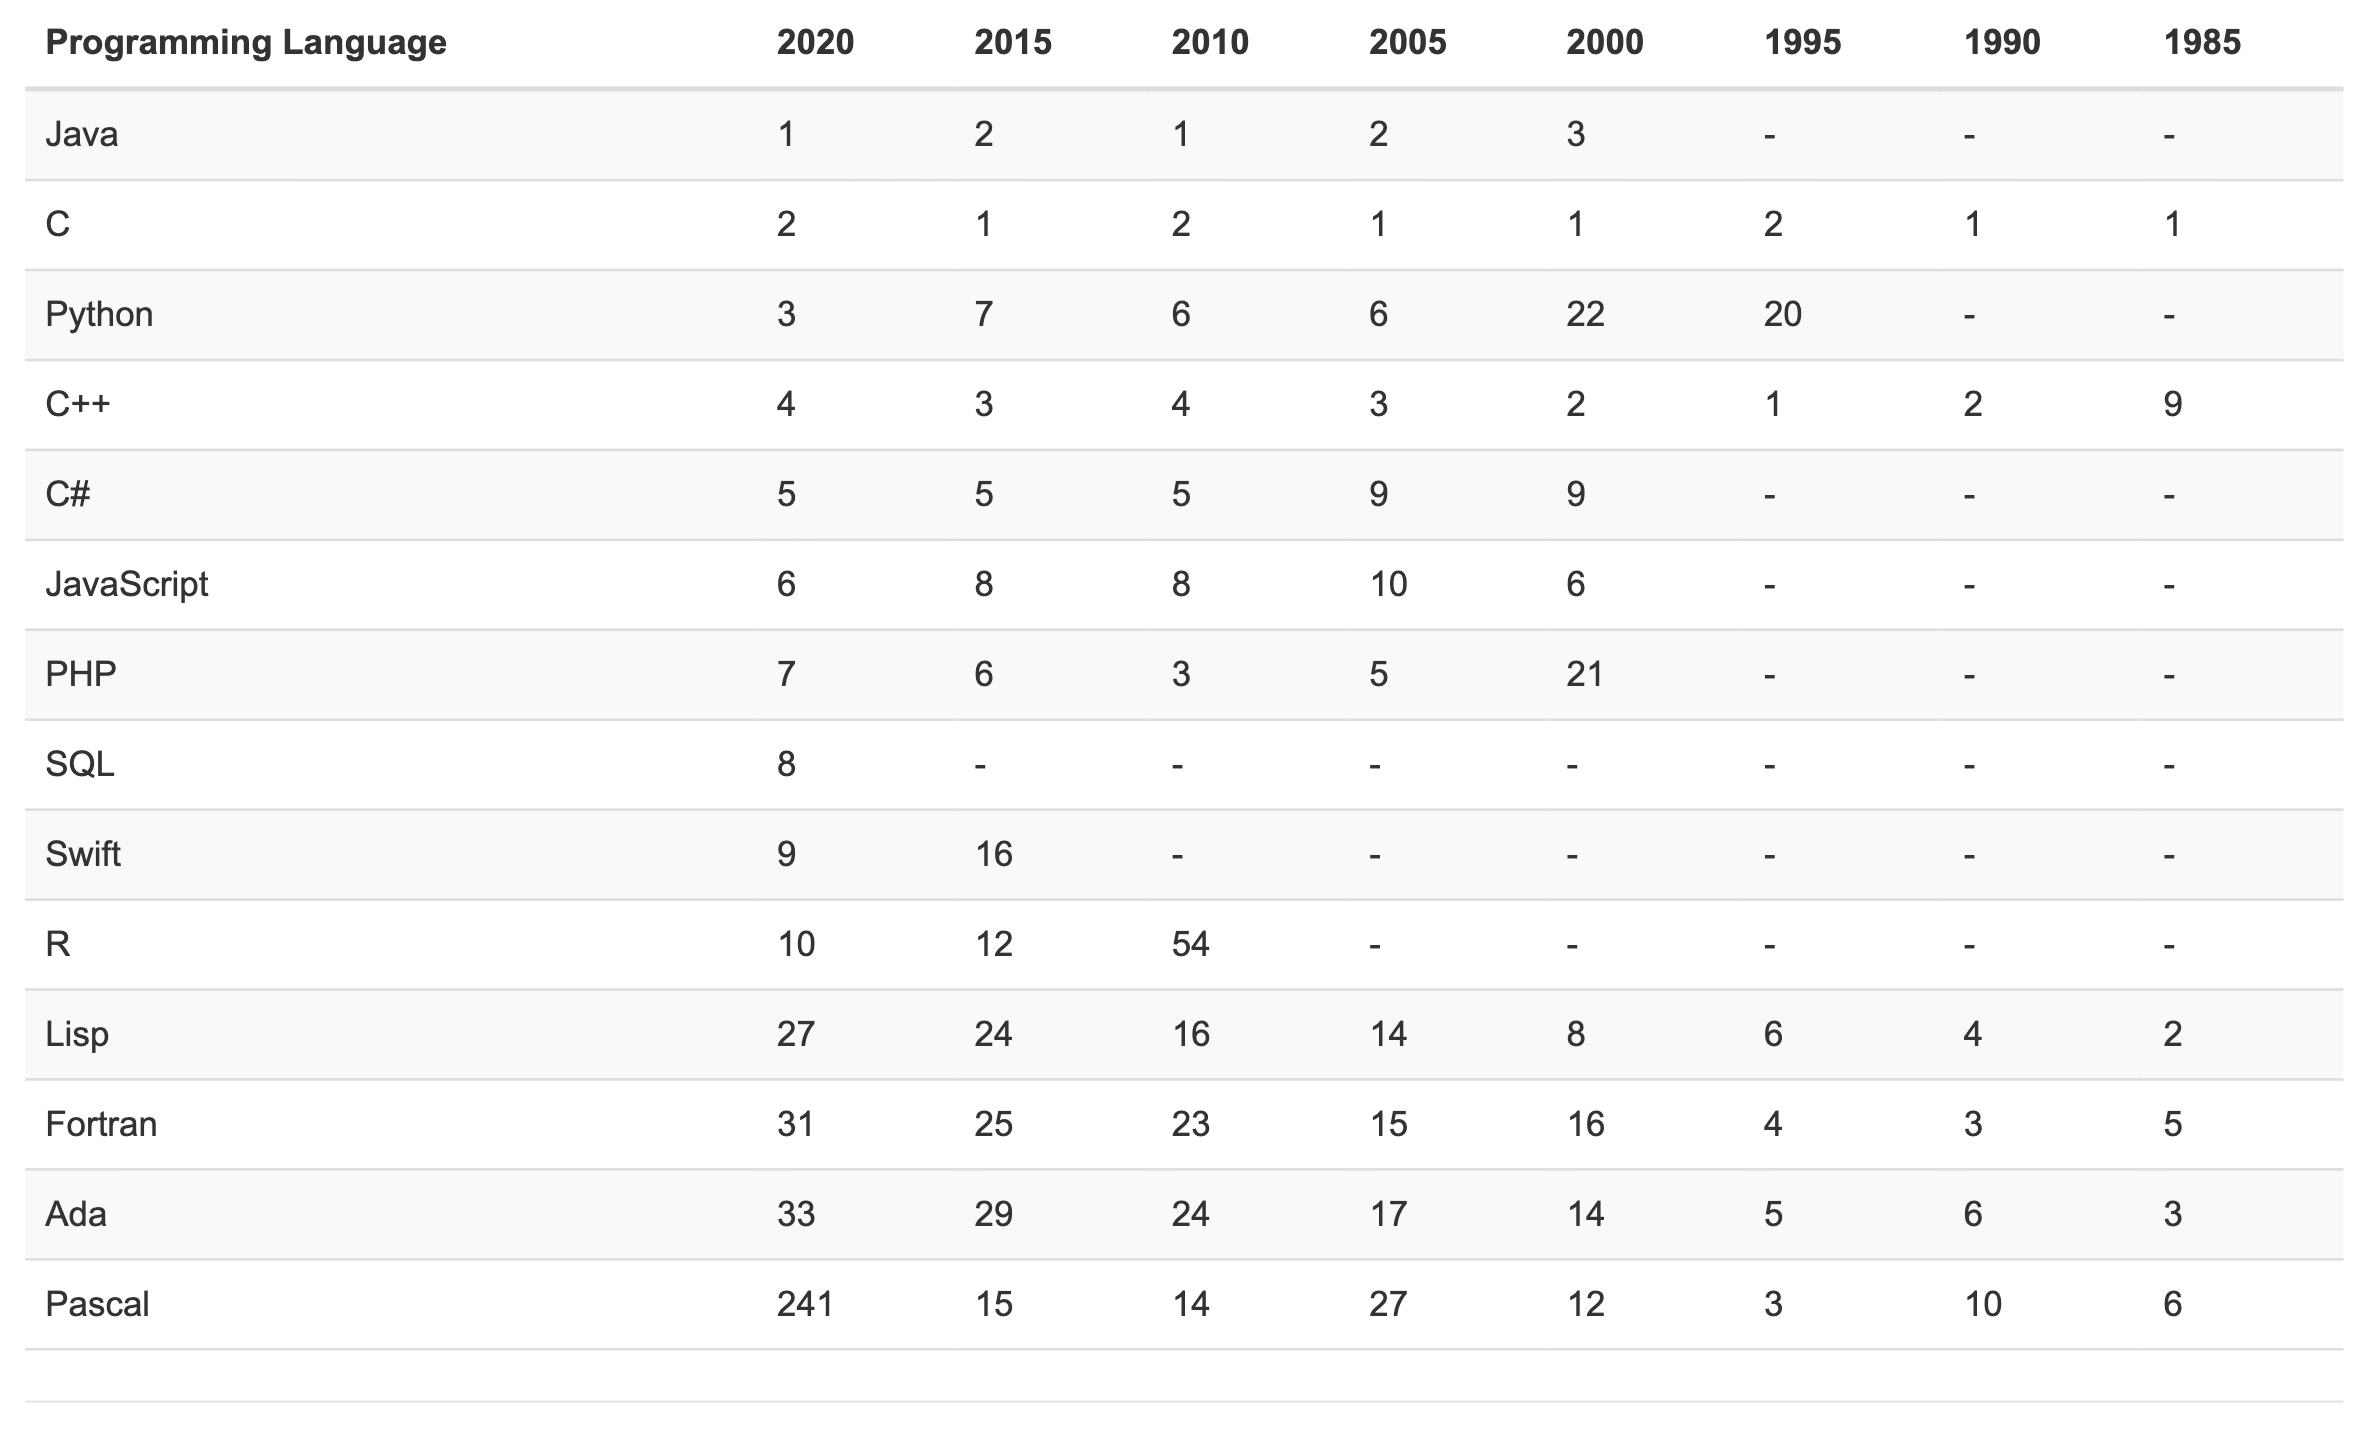 Programming Language 2020 2015 2010 2005 2000 1995 1990 1985
Java 1 2 1 2 3 - - -
C 2 1 2 1 1 2 1 1
Python 3 7 6 6 22 20 - -
C++ 4 3 4 3 2 1 2 9
C# 5 5 5 9 9 - - -
JavaScript 6 8 8 10 6 - - -
PHP 7 6 3 5 21 - - -
SQL 8 - - - - - - -
Swift 9 16 - - - - - -
R 10 12 54 - - - - -
Lisp 27 24 16 14 8 6 4 2
Fortran 31 25 23 15 16 4 3 5
Ada 33 29 24 17 14 5 6 3
Pascal 241 15 14 27 12 3 10 6